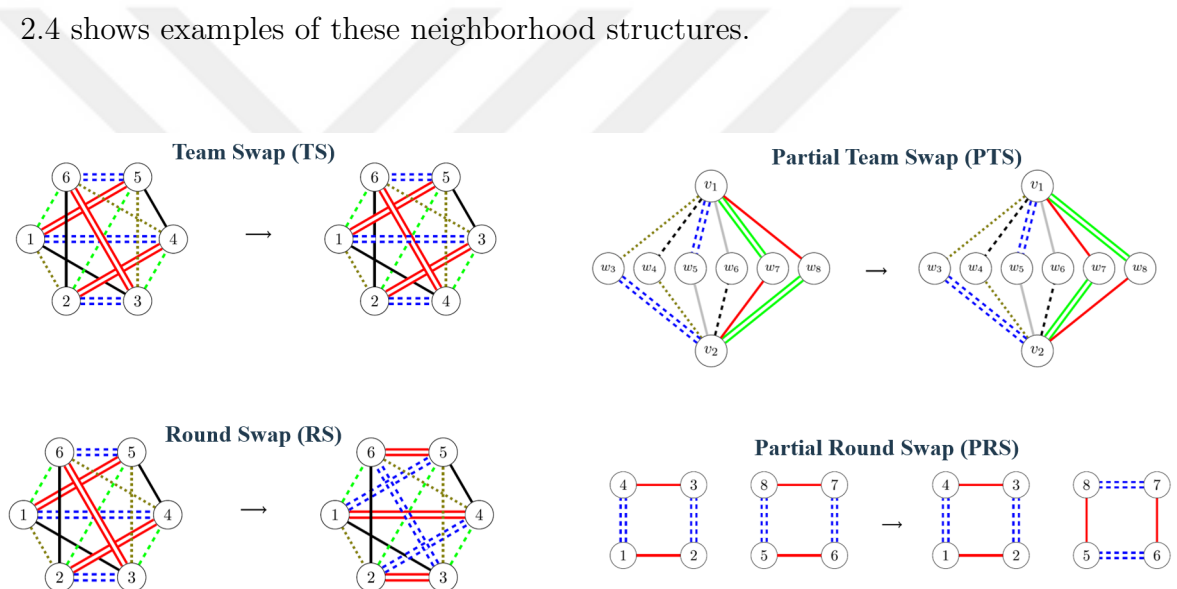 2.4 shows examples of these neighborhood structures.
Team Swap (TS)
6 5
1 4
2 3
→
6 5
1 3
2 4
Partial Team Swap (PTS)
v1
w3 w4 w5 w6 w7 w8
v2
→
v1
w3 w4 w5 w6 w7 w8
v2
Round Swap (RS)
6 5
1 4
2 3
→
6 5
1 4
2 3
Partial Round Swap (PRS)
4 3 8 7
1 2 5 6
→
4 3 8 7
1 2 5 6